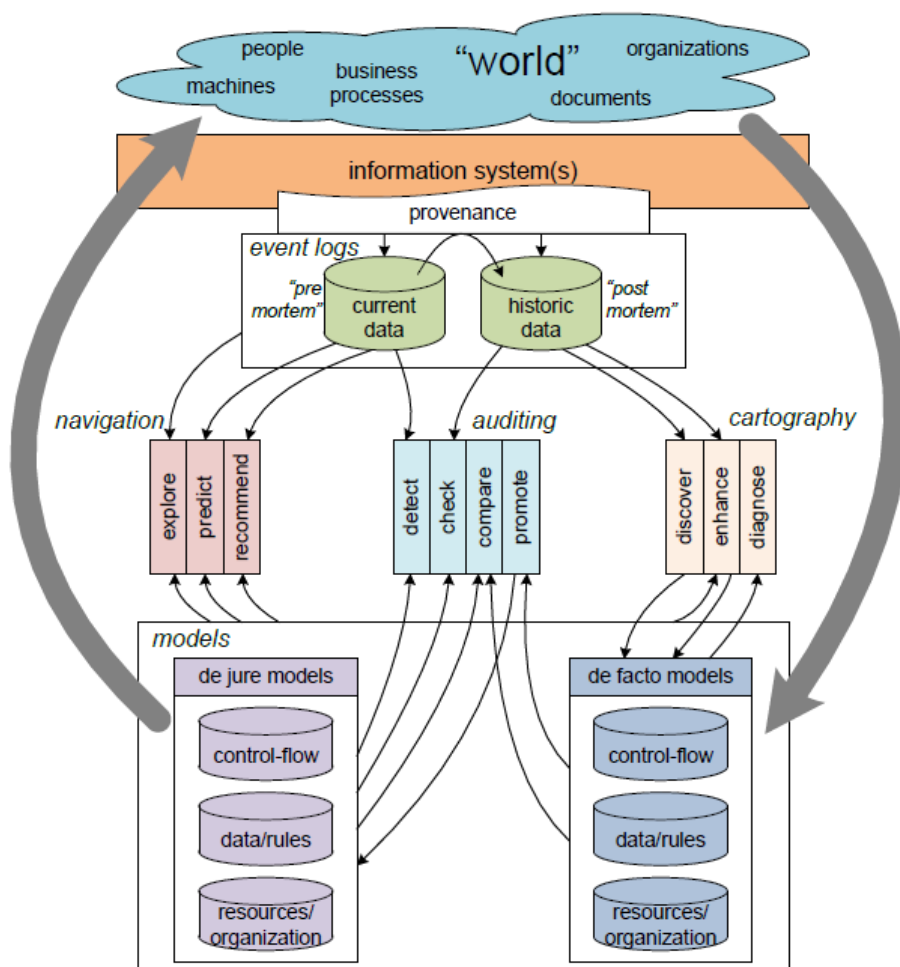 people
"world"
organizations
machines
business
processes
documents
information system(s)
provenance
event logs
"pre
mortem"
current
data
historic
data
"post
mortem"
navigation
auditing
cartography
explore
predict
recommend
detect
check
compare
promote
discover
enhance
diagnose
models
de jure models
control-flow
data/rules
resources/
organization
de facto models
control-flow
data/rules
resources/
organization